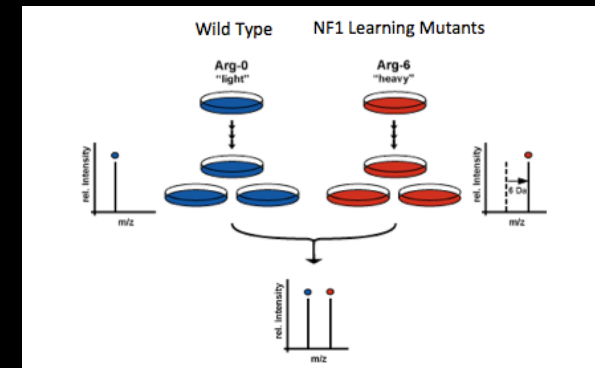 Wild Type
NF1 Learning Mutants
Arg-0
"light"
Arg-6
"heavy"
rel. Intensity
m/z
rel. Intensity
6 Da
m/z
rel. Intensity
m/z